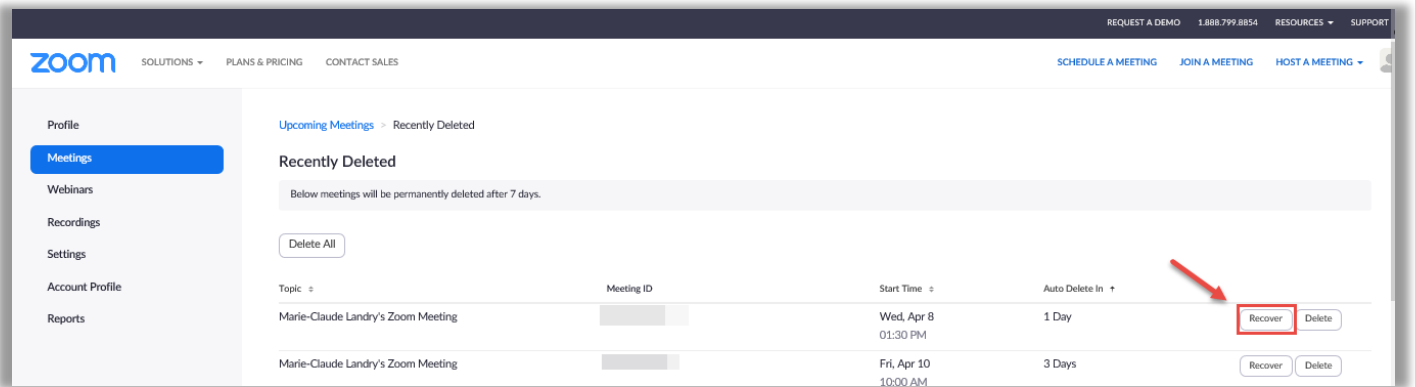 REQUEST A DEMO 1.888.799.8854 RESOURCES SUPPORT
zoom SOLUTIONS PLANS & PRICING CONTACT SALES SCHEDULE A MEETING JOIN A MEETING HOST A MEETING
Profile
Meetings
Webinars
Recordings
Settings
Account Profile
Reports
Upcoming Meetings > Recently Deleted
Recently Deleted
Below meetings will be permanently deleted after 7 days.
Delete All
Topic Meeting ID Start Time Auto Delete In
Marie-Claude Landry's Zoom Meeting Wed, Apr 8 1 Day Recover Delete
01:30 PM
Marie-Claude Landry's Zoom Meeting Fri, Apr 10 3 Days Recover Delete
10:00 AM